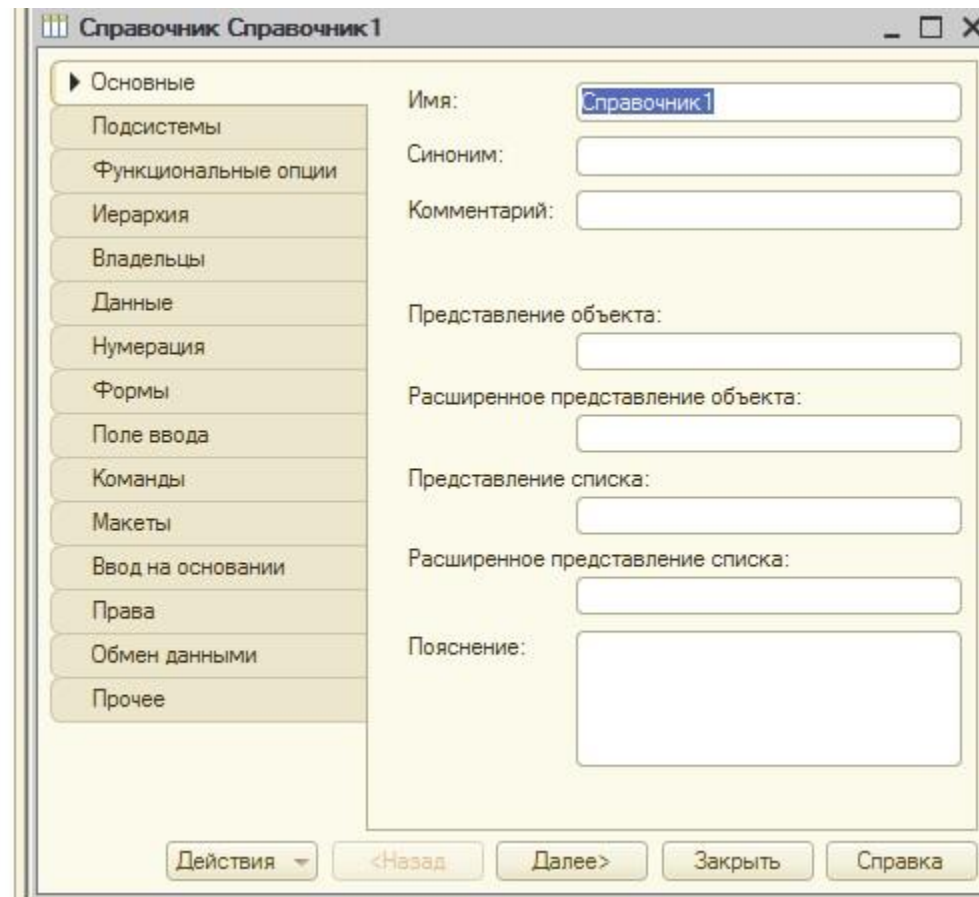 Справочник Справочник1
Основные
Подсистемы
Функциональные опции
Иерархия
Владельцы
Данные
Нумерация
Формы
Поле ввода
Команды
Макеты
Ввод на основании
Права
Обмен данными
Прочее
Имя: Справочник1
Синоним:
Комментарий:
Представление объекта:
Расширенное представление объекта:
Представление списка:
Расширенное представление списка:
Пояснение:
Действия <Назад Далее> Закрыть Справка